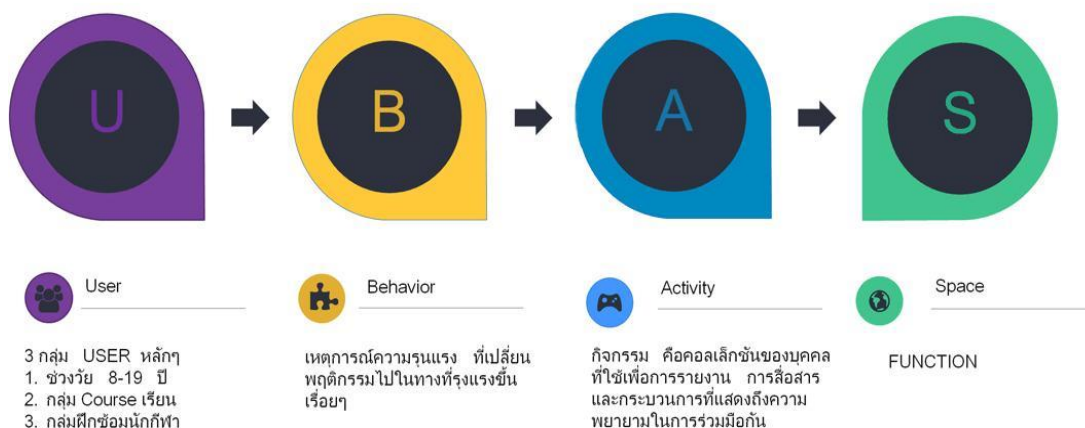 U
B
A
S
User
3 กลุ่ม USER หลักๆ
1. ช่วงวัย 8-19 ปี
2. กลุ่ม Course เรียน
3. กลุ่มฝึกซ้อมนักกีฬา
Behavior
เหตุการณ์ความรุนแรง ที่เปลี่ยน
พฤติกรรมไปในทางที่รุงแรงขึ้น
เรื่อยๆ
Activity
กิจกรรม คือคอลเล็กชันของบุคคล
ที่ใช้เพื่อการรายงาน การสื่อสาร
และกระบวนการที่แสดงถึงความ
พยายามในการร่วมมือกัน
Space
FUNCTION